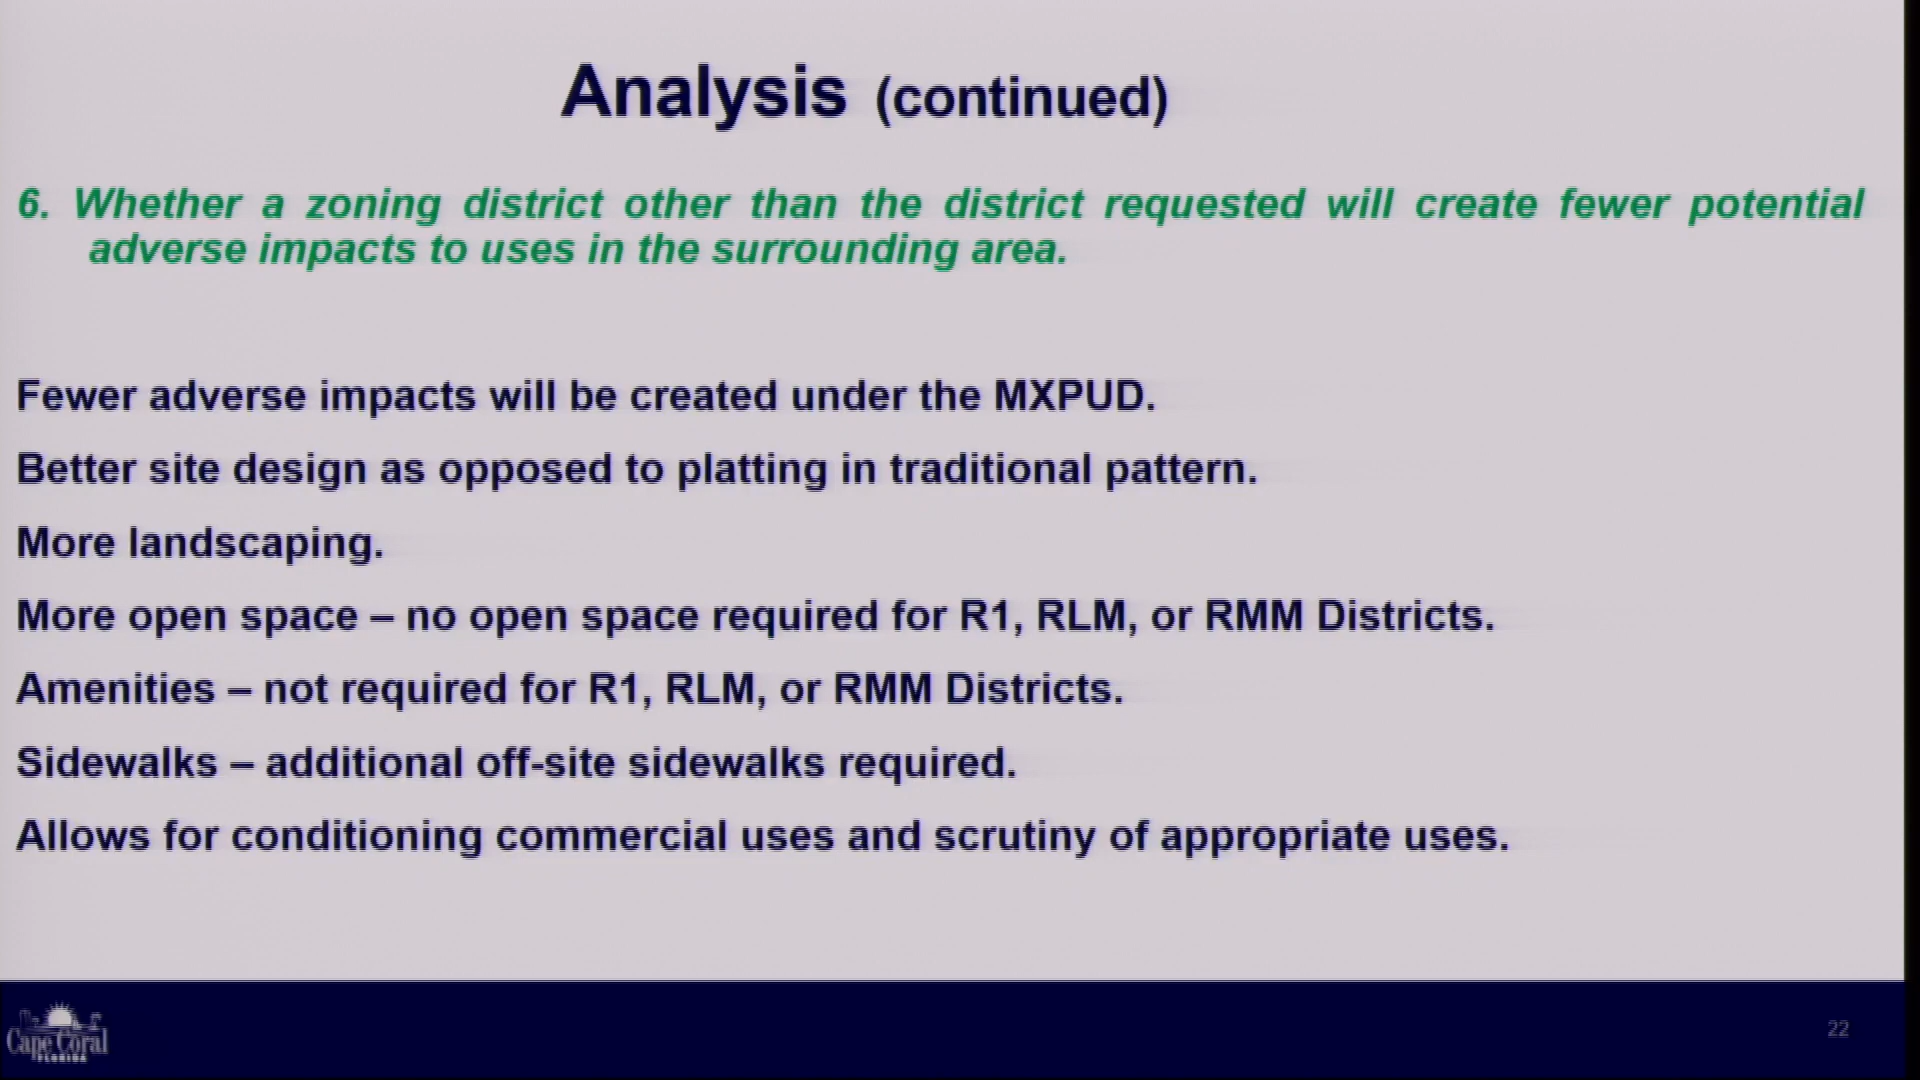 Analysis (continued)
6. Whether a zoning district other than the district requested will create fewer potential
adverse impacts to uses in the surrounding area.
Fewer adverse impacts will be created under the MXPUD.
Better site design as opposed to platting in traditional pattern.
More landscaping.
More open space – no open space required for R1, RLM, or RMM Districts.
Amenities – not required for R1, RLM, or RMM Districts.
Sidewalks – additional off-site sidewalks required.
Allows for conditioning commercial uses and scrutiny of appropriate uses.
Cape Coral
FLORIDA
22